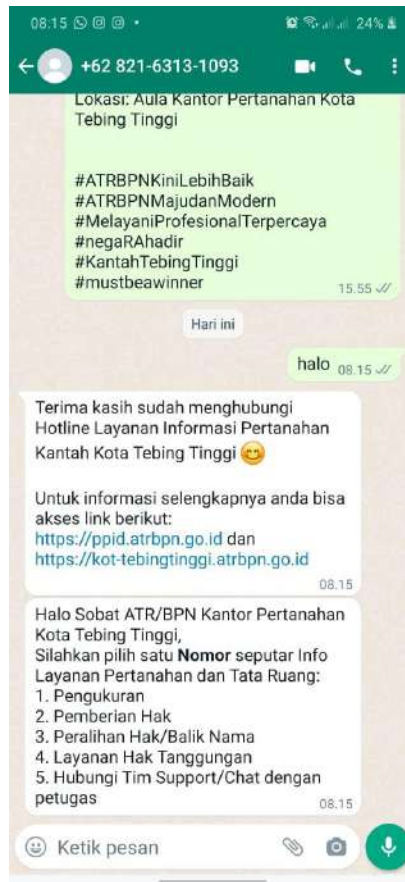 08:15 24%
+62 821-6313-1093
Lokasi: Aula Kantor Pertanahan Kota
Tebing Tinggi
#ATRBPNKiniLebihBaik
#ATRBPNMajudanModern
#MelayaniProfesionalTerpercaya
#negaRAhadir
#KantahTebingTinggi
#mustbeawinner
15.55
Hari ini
halo 08.15
Terima kasih sudah menghubungi
Hotline Layanan Informasi Pertanahan
Kantah Kota Tebing Tinggi 😊
Untuk informasi selengkapnya anda bisa
akses link berikut:
https://ppid.atrbpn.go.id dan
https://kot-tebingtinggi.atrbpn.go.id
08.15
Halo Sobat ATR/BPN Kantor Pertanahan
Kota Tebing Tinggi,
Silahkan pilih satu Nomor seputar Info
Layanan Pertanahan dan Tata Ruang:
1. Pengukuran
2. Pemberian Hak
3. Peralihan Hak/Balik Nama
4. Layanan Hak Tanggungan
5. Hubungi Tim Support/Chat dengan
petugas
08.15
Ketik pesan